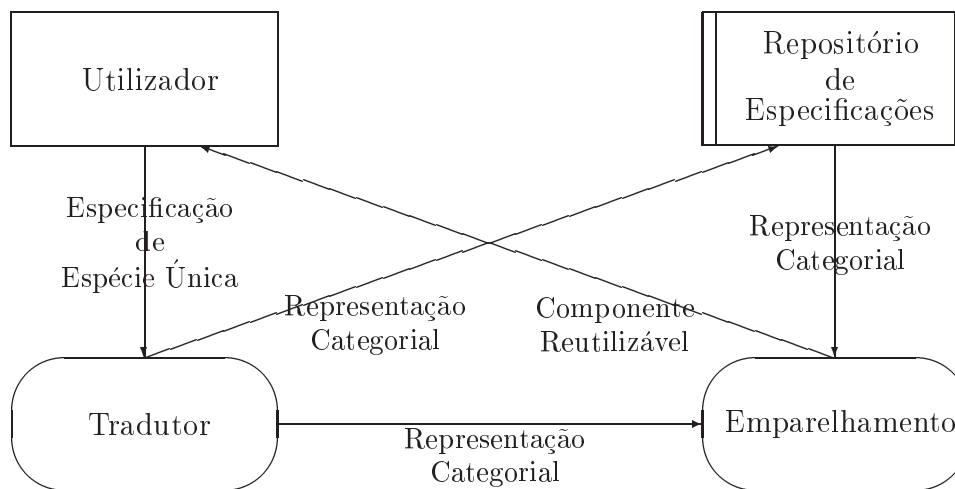 Utilizador
Repositório
de
Especificações
Especificação
de
Espécie Única
Representação
Categorial
Representação
Categorial
Componente
Reutilizável
Tradutor
Emparelhamento
Representação
Categorial